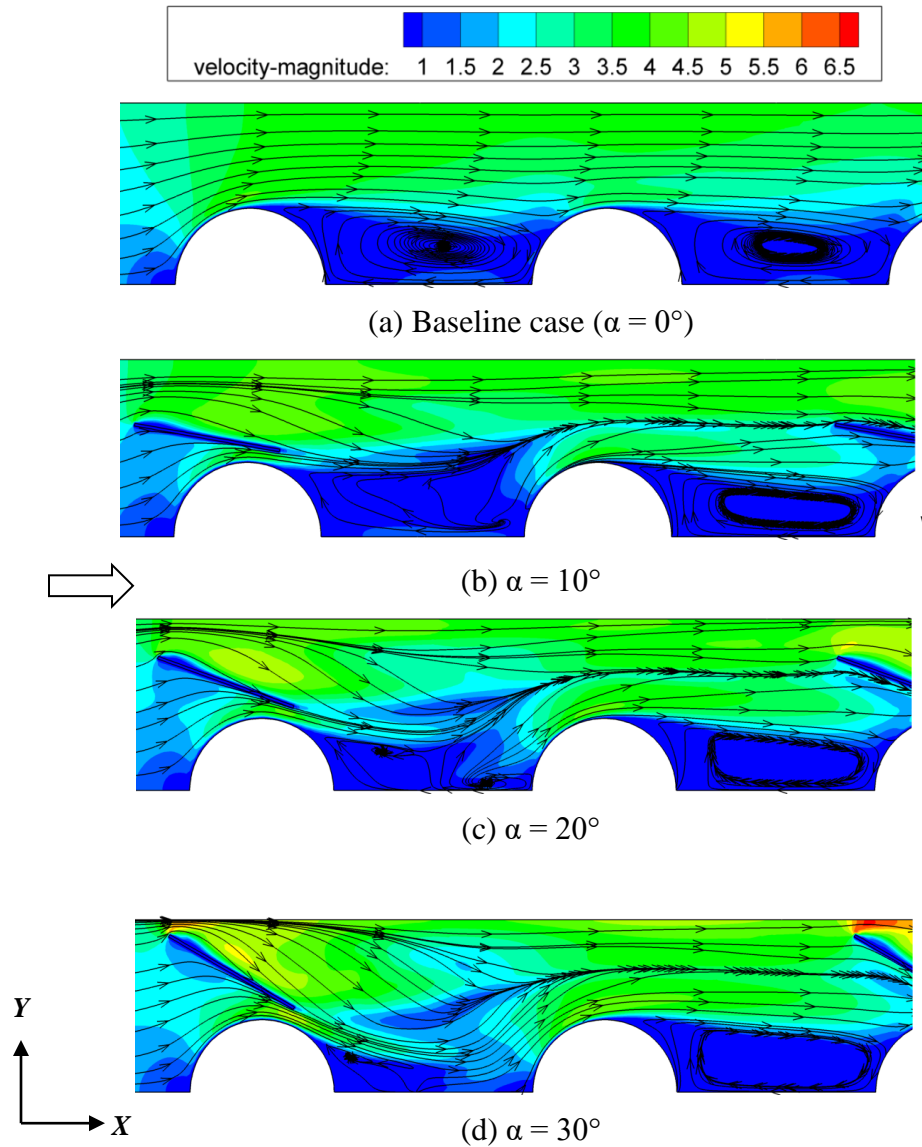 velocity-magnitude: 1 1.5 2 2.5 3 3.5 4 4.5 5 5.5 6 6.5
(a) Baseline case (α = 0°)
(b) α = 10°
(c) α = 20°
(d) α = 30°
Y
X